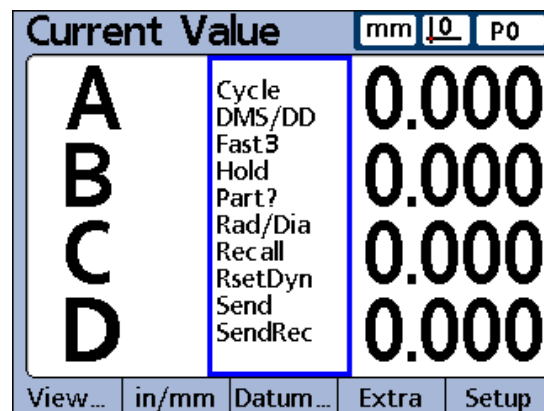 Current Value mm 0 P0
A 0.000
B 0.000
C 0.000
D 0.000
Cycle
DMS/DD
Fast3
Hold
Part?
Rad/Dia
Recall
RsetDyn
Send
SendRec
View... in/mm Datum... Extra Setup